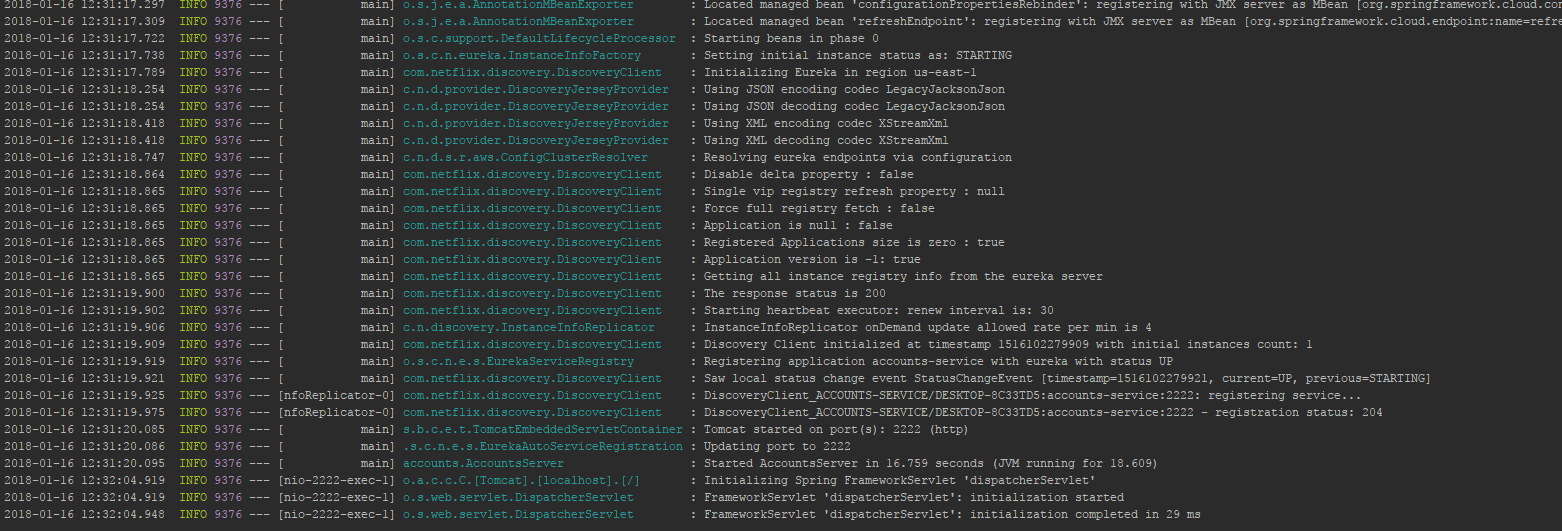 2018-01-16 12:31:17.297  INFO 9376 --- [           main] o.s.j.e.a.AnnotationMBeanExporter        : Located managed bean 'configurationPropertiesRebinder': registering with JMX server as MBean [org.springframework.cloud.con
2018-01-16 12:31:17.309  INFO 9376 --- [           main] o.s.j.e.a.AnnotationMBeanExporter        : Located managed bean 'refreshEndpoint': registering with JMX server as MBean [org.springframework.cloud.endpoint:name=refre
2018-01-16 12:31:17.722  INFO 9376 --- [           main] o.s.c.support.DefaultLifecycleProcessor  : Starting beans in phase 0
2018-01-16 12:31:17.738  INFO 9376 --- [           main] o.s.c.n.eureka.InstanceInfoFactory       : Setting initial instance status as: STARTING
2018-01-16 12:31:17.789  INFO 9376 --- [           main] com.netflix.discovery.DiscoveryClient    : Initializing Eureka in region us-east-1
2018-01-16 12:31:18.254  INFO 9376 --- [           main] c.n.d.provider.DiscoveryJerseyProvider   : Using JSON encoding codec LegacyJacksonJson
2018-01-16 12:31:18.254  INFO 9376 --- [           main] c.n.d.provider.DiscoveryJerseyProvider   : Using JSON decoding codec LegacyJacksonJson
2018-01-16 12:31:18.418  INFO 9376 --- [           main] c.n.d.provider.DiscoveryJerseyProvider   : Using XML encoding codec XStreamXml
2018-01-16 12:31:18.418  INFO 9376 --- [           main] c.n.d.provider.DiscoveryJerseyProvider   : Using XML decoding codec XStreamXml
2018-01-16 12:31:18.747  INFO 9376 --- [           main] c.n.d.s.r.aws.ConfigClusterResolver      : Resolving eureka endpoints via configuration
2018-01-16 12:31:18.864  INFO 9376 --- [           main] com.netflix.discovery.DiscoveryClient    : Disable delta property : false
2018-01-16 12:31:18.865  INFO 9376 --- [           main] com.netflix.discovery.DiscoveryClient    : Single vip registry refresh property : null
2018-01-16 12:31:18.865  INFO 9376 --- [           main] com.netflix.discovery.DiscoveryClient    : Force full registry fetch : false
2018-01-16 12:31:18.865  INFO 9376 --- [           main] com.netflix.discovery.DiscoveryClient    : Application is null : false
2018-01-16 12:31:18.865  INFO 9376 --- [           main] com.netflix.discovery.DiscoveryClient    : Registered Applications size is zero : true
2018-01-16 12:31:18.865  INFO 9376 --- [           main] com.netflix.discovery.DiscoveryClient    : Application version is -1: true
2018-01-16 12:31:18.865  INFO 9376 --- [           main] com.netflix.discovery.DiscoveryClient    : Getting all instance registry info from the eureka server
2018-01-16 12:31:19.900  INFO 9376 --- [           main] com.netflix.discovery.DiscoveryClient    : The response status is 200
2018-01-16 12:31:19.902  INFO 9376 --- [           main] com.netflix.discovery.DiscoveryClient    : Starting heartbeat executor: renew interval is: 30
2018-01-16 12:31:19.906  INFO 9376 --- [           main] c.n.discovery.InstanceInfoReplicator     : InstanceInfoReplicator onDemand update allowed rate per min is 4
2018-01-16 12:31:19.909  INFO 9376 --- [           main] com.netflix.discovery.DiscoveryClient    : Discovery Client initialized at timestamp 1516102279909 with initial instances count: 1
2018-01-16 12:31:19.919  INFO 9376 --- [           main] o.s.c.n.e.s.EurekaServiceRegistry        : Registering application accounts-service with eureka with status UP
2018-01-16 12:31:19.921  INFO 9376 --- [           main] com.netflix.discovery.DiscoveryClient    : Saw local status change event StatusChangeEvent [timestamp=1516102279921, current=UP, previous=STARTING]
2018-01-16 12:31:19.925  INFO 9376 --- [nfoReplicator-0] com.netflix.discovery.DiscoveryClient    : DiscoveryClient_ACCOUNTS-SERVICE/DESKTOP-8C33TD5:accounts-service:2222: registering service...
2018-01-16 12:31:19.975  INFO 9376 --- [nfoReplicator-0] com.netflix.discovery.DiscoveryClient    : DiscoveryClient_ACCOUNTS-SERVICE/DESKTOP-8C33TD5:accounts-service:2222 - registration status: 204
2018-01-16 12:31:20.085  INFO 9376 --- [           main] s.b.c.e.t.TomcatEmbeddedServletContainer : Tomcat started on port(s): 2222 (http)
2018-01-16 12:31:20.086  INFO 9376 --- [           main] .s.c.n.e.s.EurekaAutoServiceRegistration : Updating port to 2222
2018-01-16 12:31:20.095  INFO 9376 --- [           main] accounts.AccountsServer                  : Started AccountsServer in 16.759 seconds (JVM running for 18.609)
2018-01-16 12:32:04.919  INFO 9376 --- [nio-2222-exec-1] o.a.c.c.C.[Tomcat].[localhost].[/]       : Initializing Spring FrameworkServlet 'dispatcherServlet'
2018-01-16 12:32:04.919  INFO 9376 --- [nio-2222-exec-1] o.s.web.servlet.DispatcherServlet        : FrameworkServlet 'dispatcherServlet': initialization started
2018-01-16 12:32:04.948  INFO 9376 --- [nio-2222-exec-1] o.s.web.servlet.DispatcherServlet        : FrameworkServlet 'dispatcherServlet': initialization completed in 29 ms